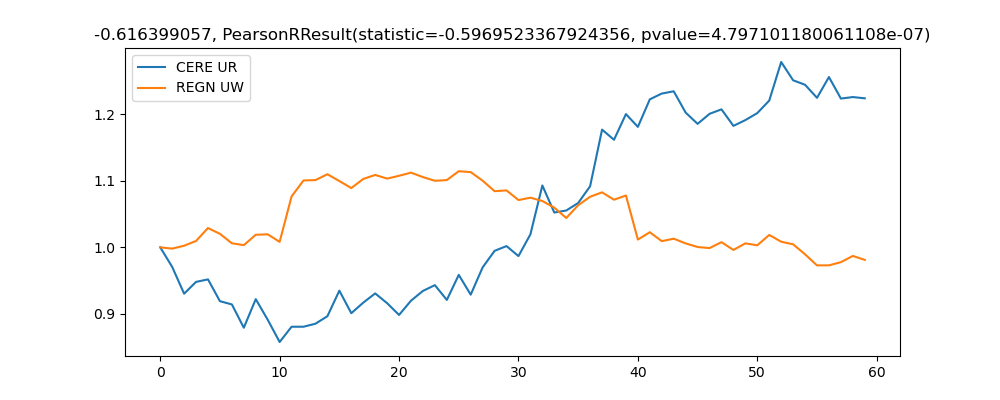 -0.616399057, PearsonRResult(statistic=-0.5969523367924356, pvalue=4.797101180061108e-07)
CERE UR
REGN UW
1.2
1.1
1.0
0.9
0 10 20 30 40 50 60